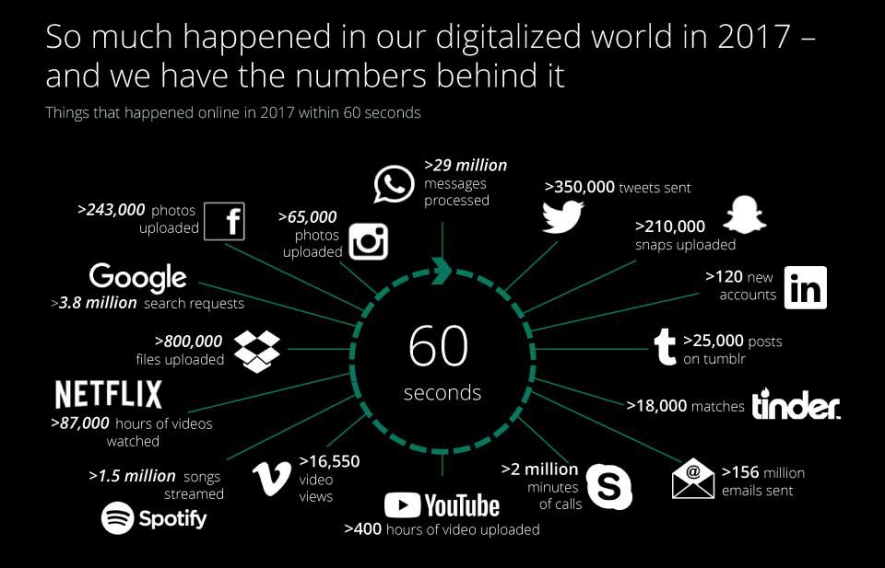 So much happened in our digitalized world in 2017 –
and we have the numbers behind it
Things that happened online in 2017 within 60 seconds
>29 million
messages
processed
>350,000 tweets sent
>210,000
snaps uploaded
>120 new
accounts
in
t
>25,000 posts
on tumblr
>18,000 matches
tinder.
@
>156 million
emails sent
>2 million
minutes
of calls
S
YouTube
>400 hours of video uploaded
V
>16,550
video
views
>1.5 million songs
streamed
Spotify
NETFLIX
>87,000 hours of videos
watched
>800,000
files uploaded
Google
>3.8 million search requests
>243,000 photos
uploaded
f
>65,000
photos
uploaded
60
seconds